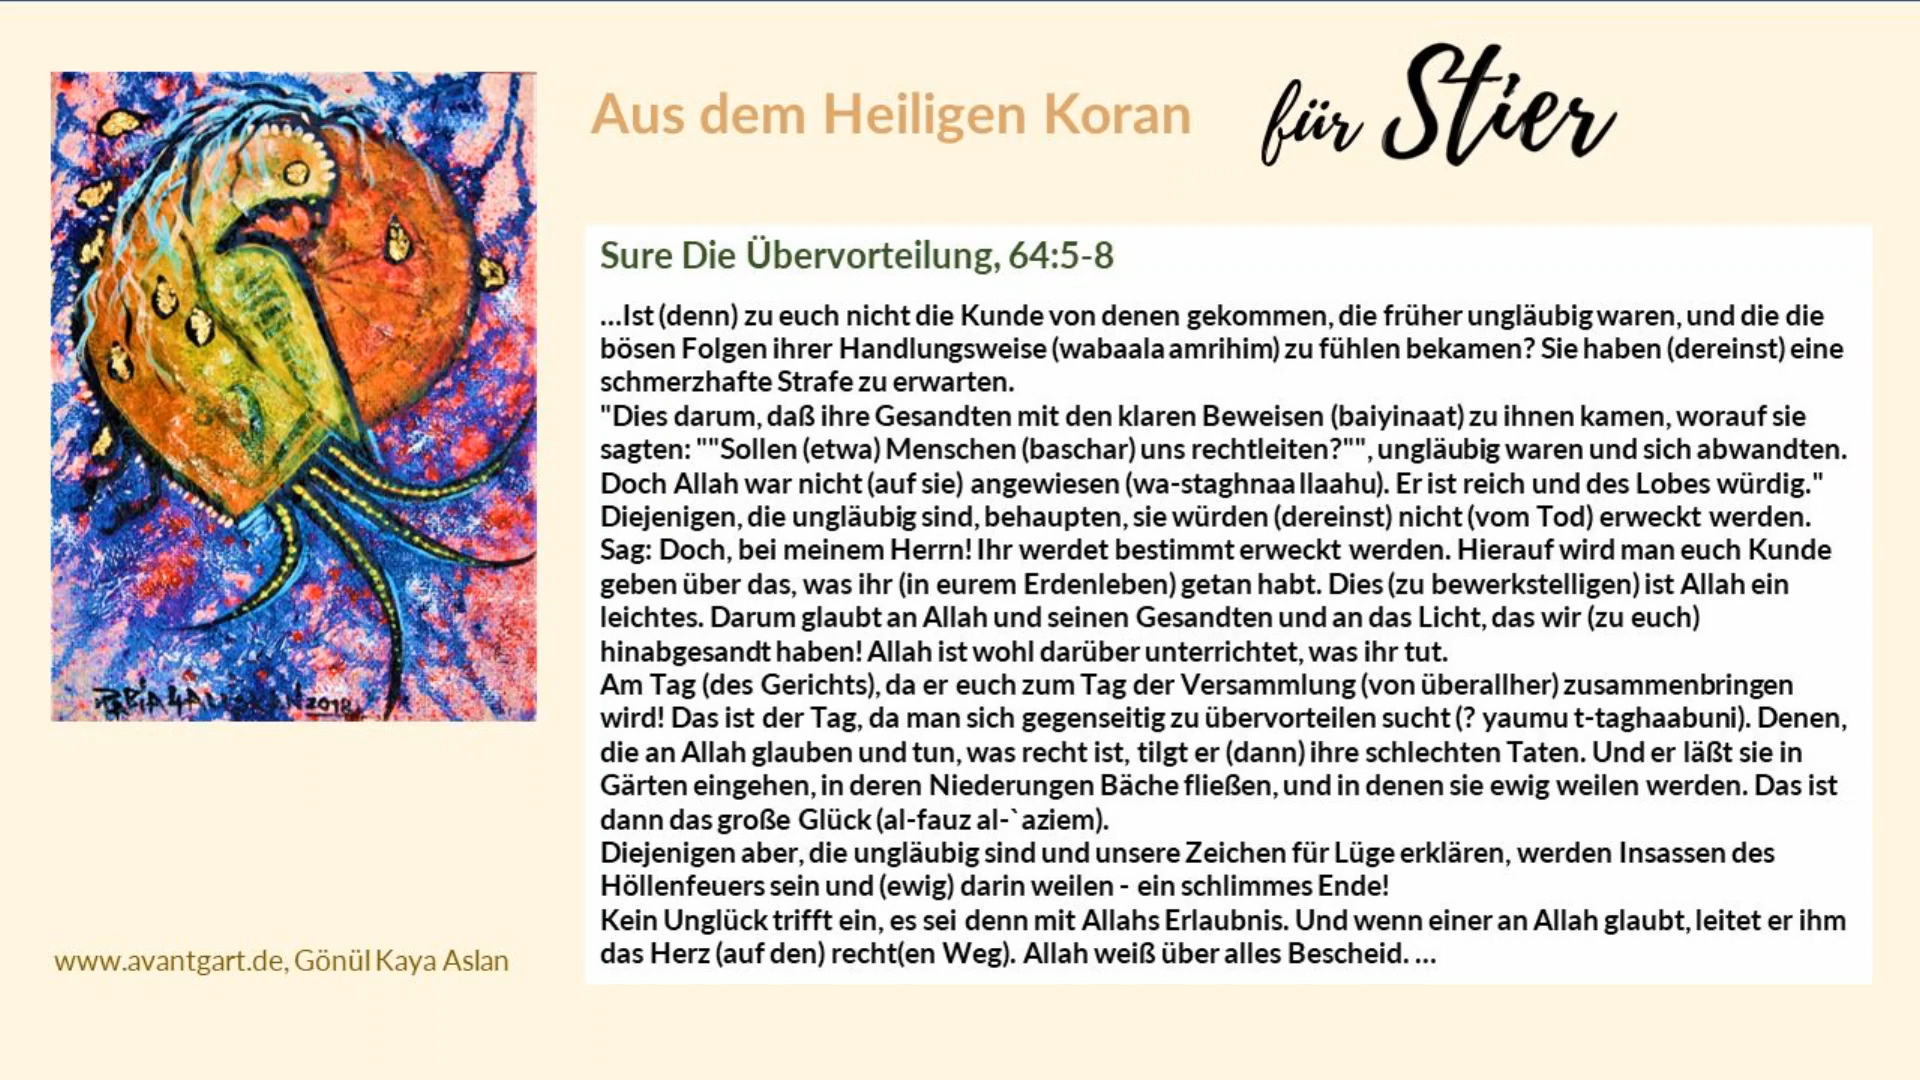 Aus dem Heiligen Koran
für Stier
Sure Die Übervorteilung, 64:5-8
...Ist (denn) zu euch nicht die Kunde von denen gekommen, die früher ungläubig waren, und die die
bösen Folgen ihrer Handlungsweise (wabaala amrihim) zu fühlen bekamen? Sie haben (dereinst) eine
schmerzhafte Strafe zu erwarten.
"Dies darum, daß ihre Gesandten mit den klaren Beweisen (baiyinaat) zu ihnen kamen, worauf sie
sagten: ""Sollen (etwa) Menschen (baschar) uns rechtleiten?"", ungläubig waren und sich abwandten.
Doch Allah war nicht (auf sie) angewiesen (wa-staghnaa llaahu). Er ist reich und des Lobes würdig."
Diejenigen, die ungläubig sind, behaupten, sie würden (dereinst) nicht (vom Tod) erweckt werden.
Sag: Doch, bei meinem Herrn! Ihr werdet bestimmt erweckt werden. Hierauf wird man euch Kunde
geben über das, was ihr (in eurem Erdenleben) getan habt. Dies (zu bewerkstelligen) ist Allah ein
leichtes. Darum glaubt an Allah und seinen Gesandten und an das Licht, das wir (zu euch)
hinabgesandt haben! Allah ist wohl darüber unterrichtet, was ihr tut.
Am Tag (des Gerichts), da er euch zum Tag der Versammlung (von überallher) zusammenbringen
wird! Das ist der Tag, da man sich gegenseitig zu übervorteilen sucht (? yaumu t-taghaabuni). Denen,
die an Allah glauben und tun, was recht ist, tilgt er (dann) ihre schlechten Taten. Und er läßt sie in
Gärten eingehen, in deren Niederungen Bäche fließen, und in denen sie ewig weilen werden. Das ist
dann das große Glück (al-fauz al-`aziem).
Diejenigen aber, die ungläubig sind und unsere Zeichen für Lüge erklären, werden Insassen des
Höllenfeuers sein und (ewig) darin weilen - ein schlimmes Ende!
Kein Unglück trifft ein, es sei denn mit Allahs Erlaubnis. Und wenn einer an Allah glaubt, leitet er ihm
das Herz (auf den) recht(en Weg). Allah weiß über alles Bescheid. ...
2018
www.avantgart.de, Gönül Kaya Aslan